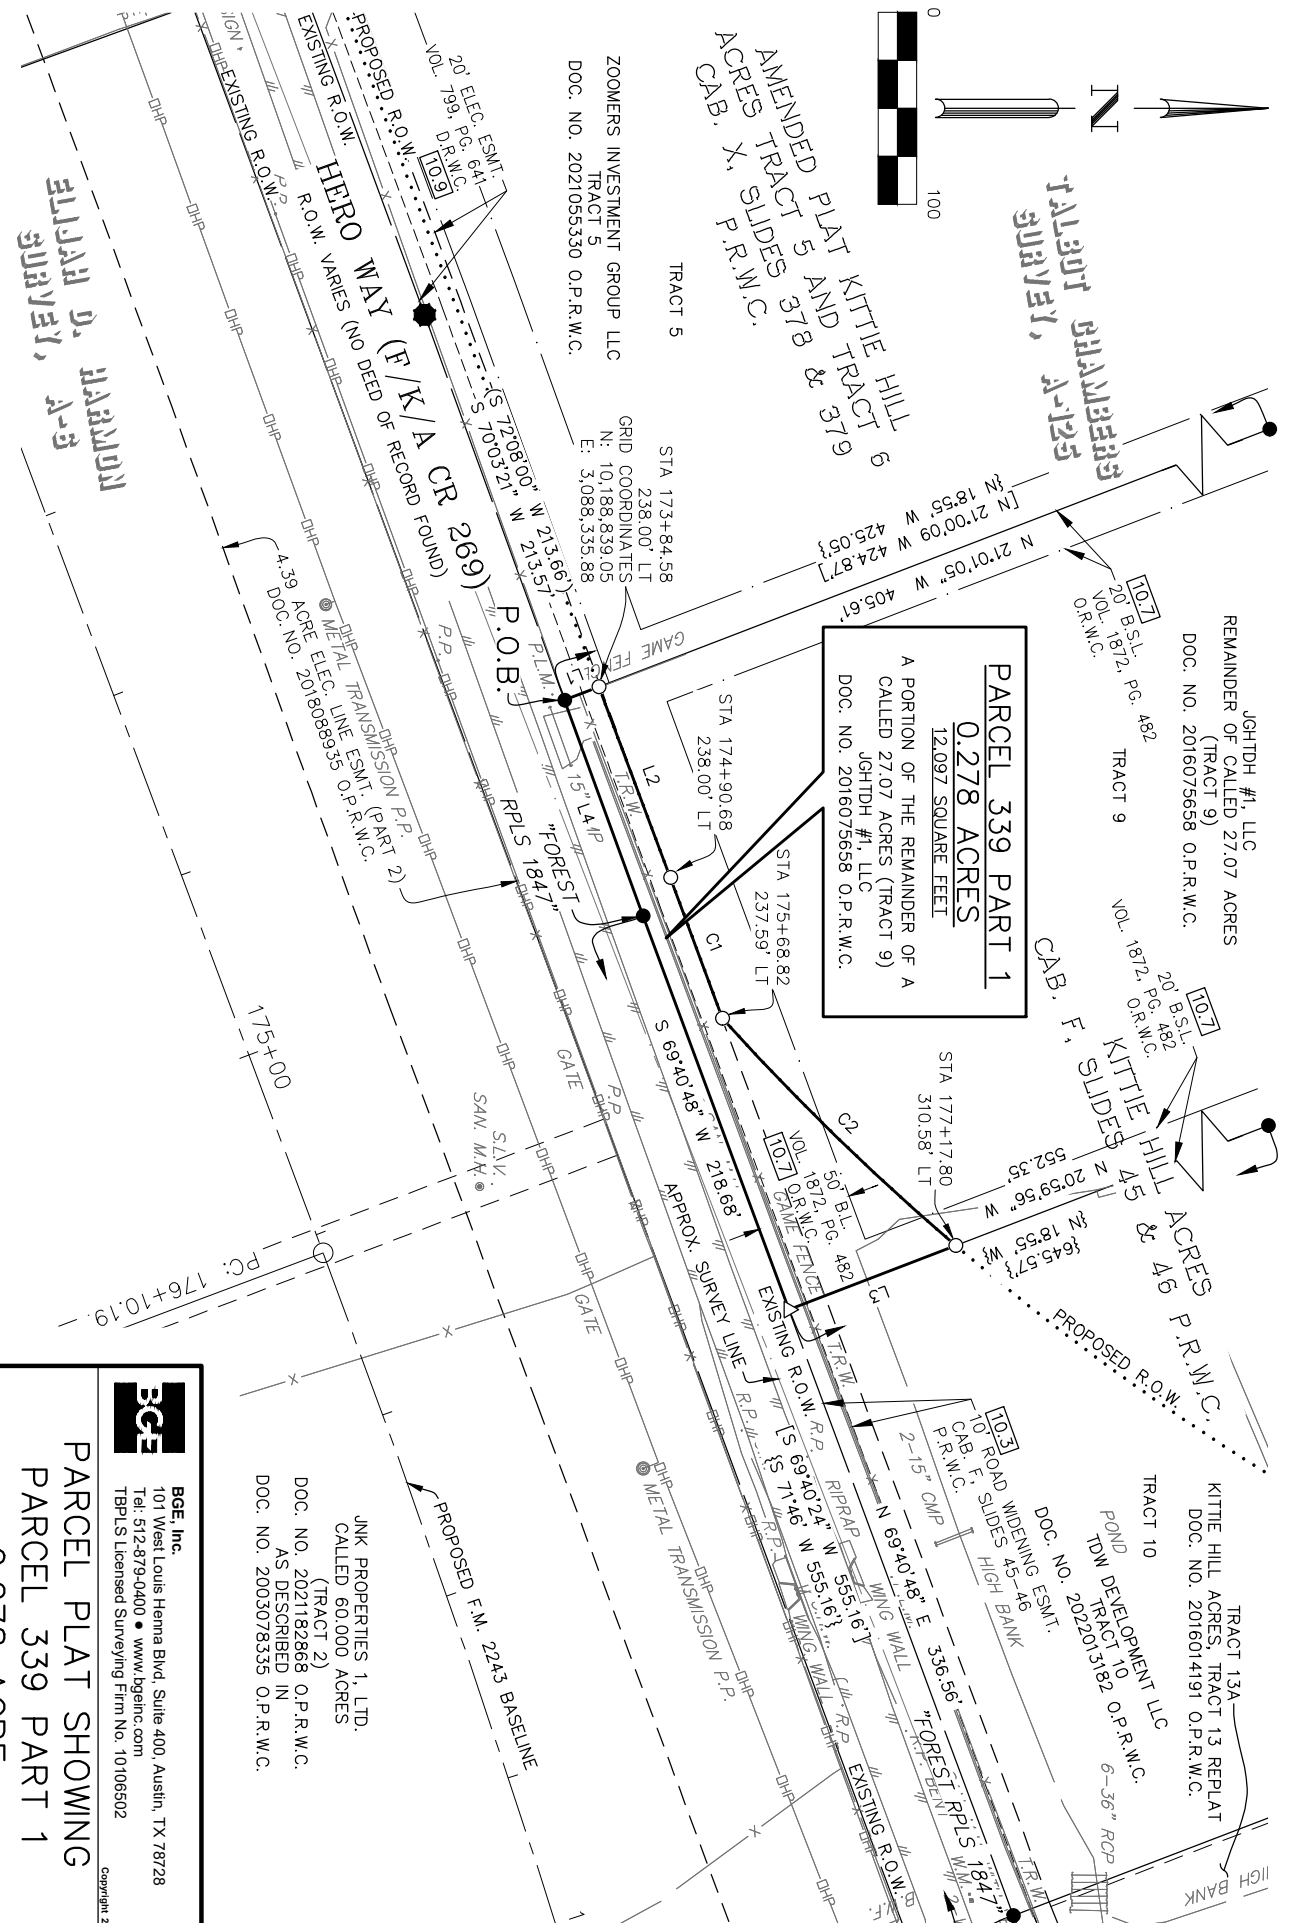 0
100
N
TALBOT CHAMBERS
SURVEY, A-125
AMENDED PLAT KITTIE HILL
ACRES TRACT 5 AND TRACT 6
CAB. X, SLIDES 378 & 379
P.R.W.C.
TRACT 5
ZOOMERS INVESTMENT GROUP LLC
TRACT 5
DOC. NO. 2021055330 O.P.R.W.C.
20' ELEC. ESMT.
VOL. 799, PG. 641
D.R.W.C.
10.9
PROPOSED R.O.W.
EXISTING R.O.W.
EXISTING R.O.W.
SIGN
P.P.
HERO WAY (F/K/A CR 269)
R.O.W. VARIES (NO DEED OF RECORD FOUND)
ELIJAH D. HARMON
SURVEY, A-6
(S 72°08'00" W 213.66')
S 70°03'21" W 213.57'
STA 173+84.58
238.00' LT
GRID COORDINATES
N: 10,188,839.05
E: 3,088,335.88
[N 21°00'09 W 424.87']
{N 18°55' W 425.05'}
N 21°01'05" W 405.61'
10.7
20' B.S.L.
VOL. 1872, PG. 482
O.R.W.C.
JGHTDH #1, LLC
REMAINDER OF CALLED 27.07 ACRES
(TRACT 9)
DOC. NO. 2016075658 O.P.R.W.C.
TRACT 9
PARCEL 339 PART 1
0.278 ACRES
12,097 SQUARE FEET
A PORTION OF THE REMAINDER OF A
CALLED 27.07 ACRES (TRACT 9)
JGHTDH #1, LLC
DOC. NO. 2016075658 O.P.R.W.C.
GAME FENCE
L1
P.O.B.
P.L.M.
L2
T.R.W.
15"
L4
STA 174+90.68
238.00' LT
C1
STA 175+68.82
237.59' LT
C2
STA 177+17.80
310.58' LT
"FOREST
RPLS 1847"
METAL TRANSMISSION P.P.
4.39 ACRE ELEC. LINE ESMT. (PART 2)
DOC. NO. 2018088935 O.P.R.W.C.
P.P.
GATE
P.P.
S 69°40'48" W 218.68'
APPROX. SURVEY LINE
10.7
20' B.S.L.
VOL. 1872, PG. 482
O.R.W.C.
KITTIE HILL ACRES
CAB. F, SLIDES 45 & 46 P.R.W.C.
N 20°59'56" W
552.35'
{N 18°55' W}
{645.57'}
50' B.L.
VOL. 1872, PG. 482
O.R.W.C.
10.7
GAME FENCE
L3
PROPOSED R.O.W.
EXISTING R.O.W.
T.R.W.
175+00
PC: 176+10.19
SAN. M.H.
S.L.V.
GATE
METAL TRANSMISSION P.P.
R.P.
[S 69°40'24" W 555.16']
{S 71°46' W 555.16'}
R.P.
R.P.
RIPRAP
WING WALL
WING WALL
N 69°40'48" E 336.56'
10.3
10' ROAD WIDENING ESMT.
CAB. F, SLIDES 45-46
P.R.W.C.
2-15" CMP
HIGH BANK
TRACT 13A
KITTIE HILL ACRES, TRACT 13 REPLAT
DOC. NO. 2016014191 O.P.R.W.C.
TRACT 10
POND
TDW DEVELOPMENT LLC
TRACT 10
DOC. NO. 2022013182 O.P.R.W.C.
6-36" RCP
HIGH BANK
"FOREST RPLS 1847"
T.R.W.
EXISTING R.O.W.
PROPOSED F.M. 2243 BASELINE
JNK PROPERTIES 1, LTD.
CALLED 60.000 ACRES
(TRACT 2)
DOC. NO. 2021182868 O.P.R.W.C.
AS DESCRIBED IN
DOC. NO. 2003078335 O.P.R.W.C.
BGE
BGE, Inc.
101 West Louis Henna Blvd, Suite 400, Austin, TX 78728
Tel: 512-879-0400 ● www.bgeinc.com
TBPLS Licensed Surveying Firm No. 10106502
Copyright 2
PARCEL PLAT SHOWING
PARCEL 339 PART 1